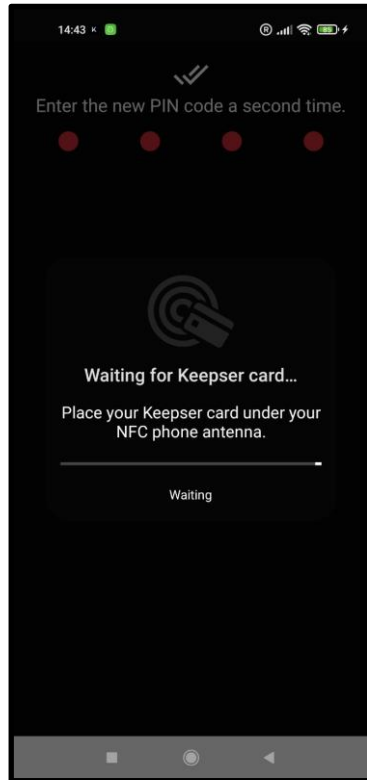 14:43 K
R 85
Enter the new PIN code a second time.
Waiting for Keepser card...
Place your Keepser card under your
NFC phone antenna.
Waiting